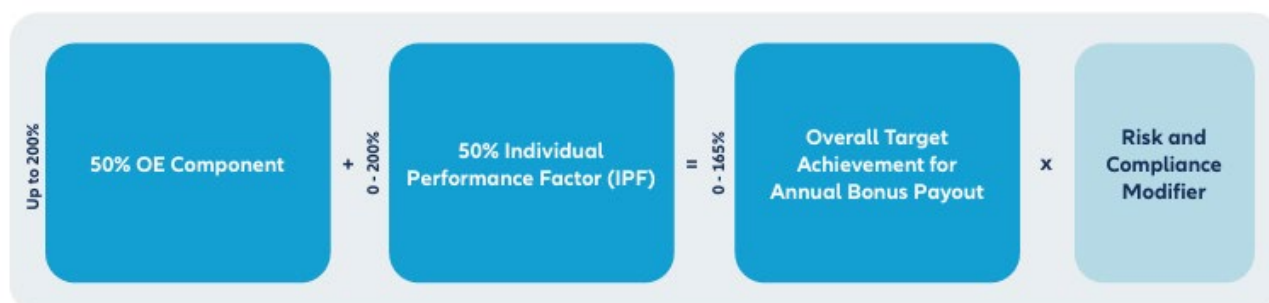 Up to 200%
50% OE Component
+
0 - 200%
50% Individual
Performance Factor (IPF)
=
0 - 165%
Overall Target
Achievement for
Annual Bonus Payout
x
Risk and
Compliance
Modifier